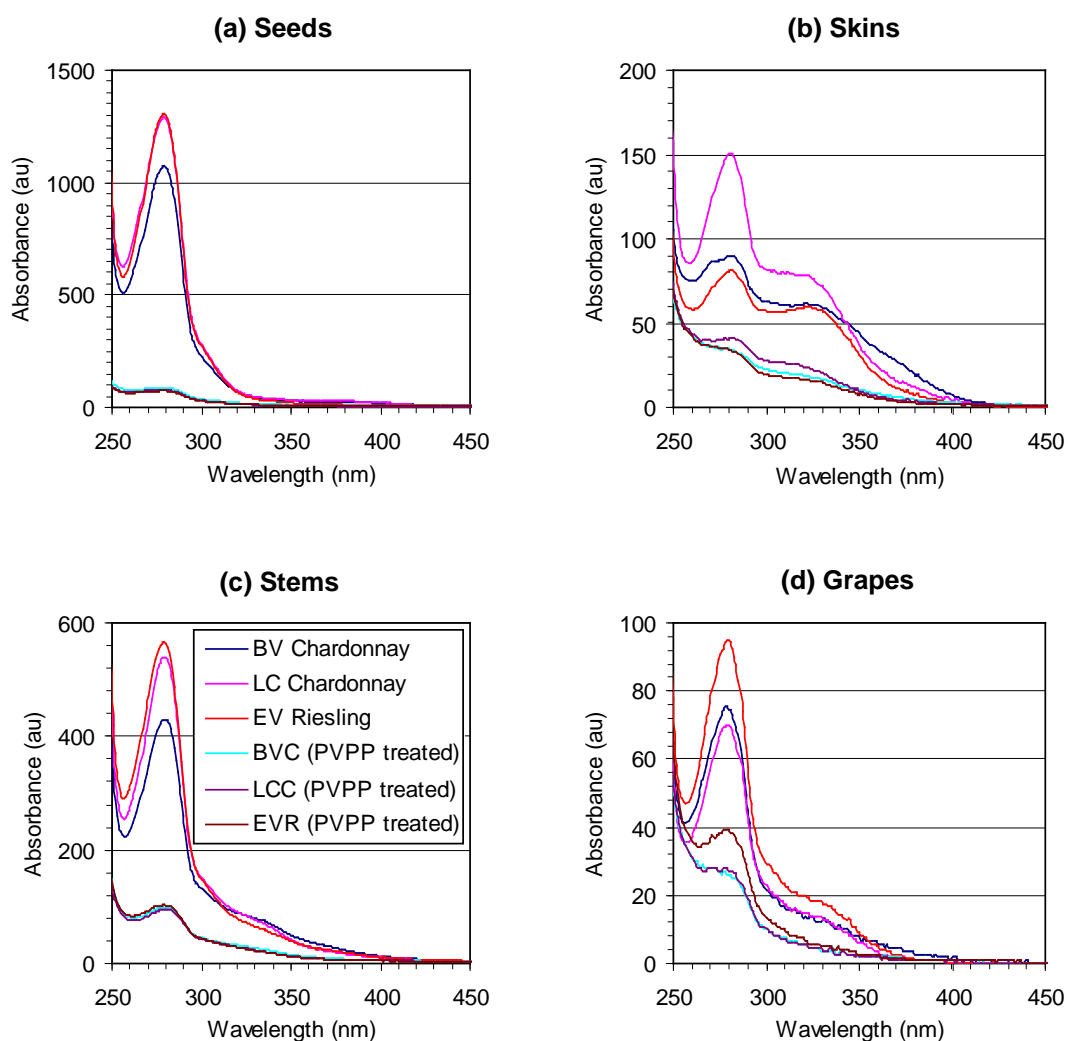 (a) Seeds
1500
1000
500
0
250 300 350 400 450
Absorbance (au)
Wavelength (nm)
(b) Skins
200
150
100
50
0
250 300 350 400 450
Absorbance (au)
Wavelength (nm)
(c) Stems
600
400
200
0
250 300 350 400 450
Absorbance (au)
Wavelength (nm)
BV Chardonnay
LC Chardonnay
EV Riesling
BVC (PVPP treated)
LCC (PVPP treated)
EVR (PVPP treated)
(d) Grapes
100
80
60
40
20
0
250 300 350 400 450
Absorbance (au)
Wavelength (nm)